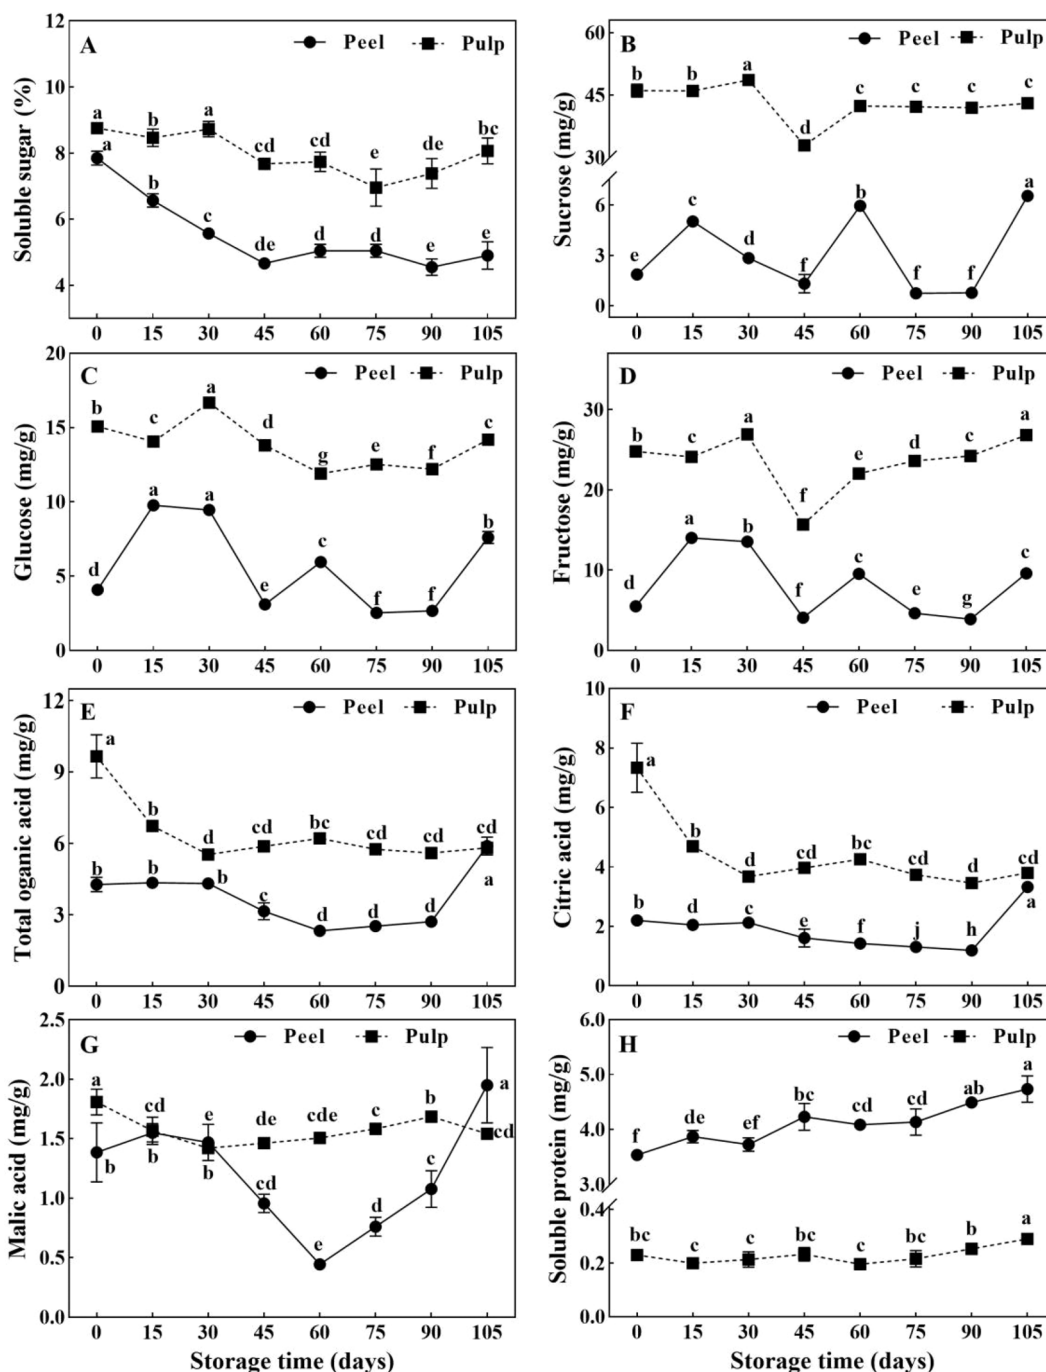 A
Peel Pulp
Soluble sugar (%)
12
10
8
6
4
a b a cd cd e de bc
a b c de d d e e
0 15 30 45 60 75 90 105
B
Peel Pulp
Sucrose (mg/g)
60
45
30
6
3
0
b b a d c c c c
e c d f b f f a
0 15 30 45 60 75 90 105
C
Peel Pulp
Glucose (mg/g)
20
15
10
5
0
b c a d g e f c
d a a e c f f b
0 15 30 45 60 75 90 105
D
Peel Pulp
Fructose (mg/g)
30
20
10
0
b c a f e d c a
d a b f c e g c
0 15 30 45 60 75 90 105
E
Peel Pulp
Total oganic acid (mg/g)
12
9
6
3
0
a b d cd bc cd cd cd
b b b c d d d a
0 15 30 45 60 75 90 105
F
Peel Pulp
Citric acid (mg/g)
10
8
6
4
2
0
a b d cd bc cd d cd
b d c e f j h a
0 15 30 45 60 75 90 105
G
Peel Pulp
Malic acid (mg/g)
2.5
2.0
1.5
1.0
0.5
0.0
a cd e de cde c b cd
b b b cd e d c a
0 15 30 45 60 75 90 105
Storage time (days)
H
Peel Pulp
Soluble protein (mg/g)
6.0
5.0
4.0
3.0
0.4
0.2
0.0
f de ef bc cd cd ab a
bc c c bc c bc b a
0 15 30 45 60 75 90 105
Storage time (days)